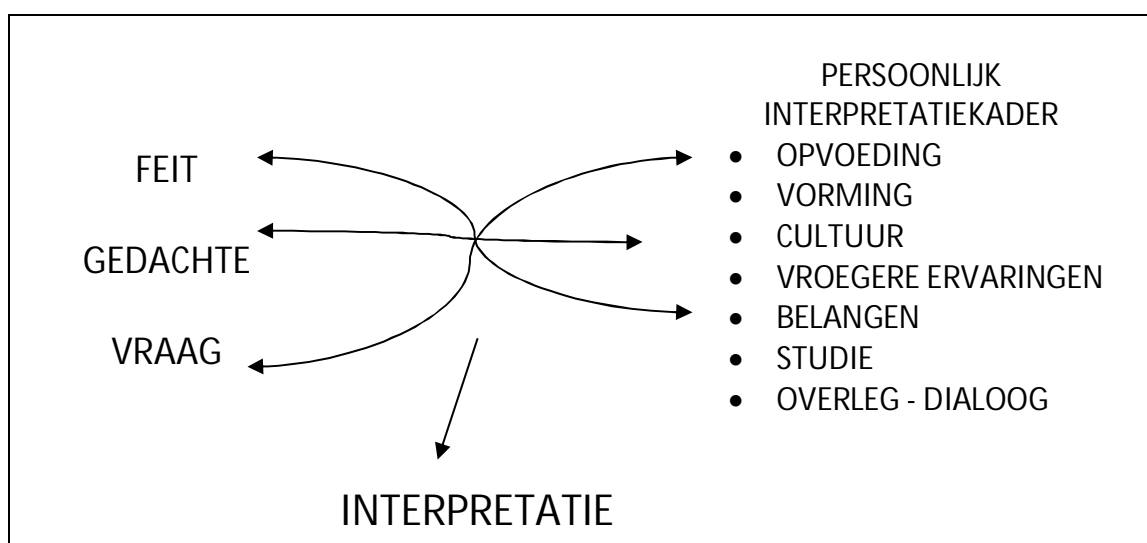 FEIT
GEDACHTE
VRAAG
PERSOONLIJK
INTERPRETATIEKADER
• OPVOEDING
• VORMING
• CULTUUR
• VROEGERE ERVARINGEN
• BELANGEN
• STUDIE
• OVERLEG - DIALOOG
INTERPRETATIE